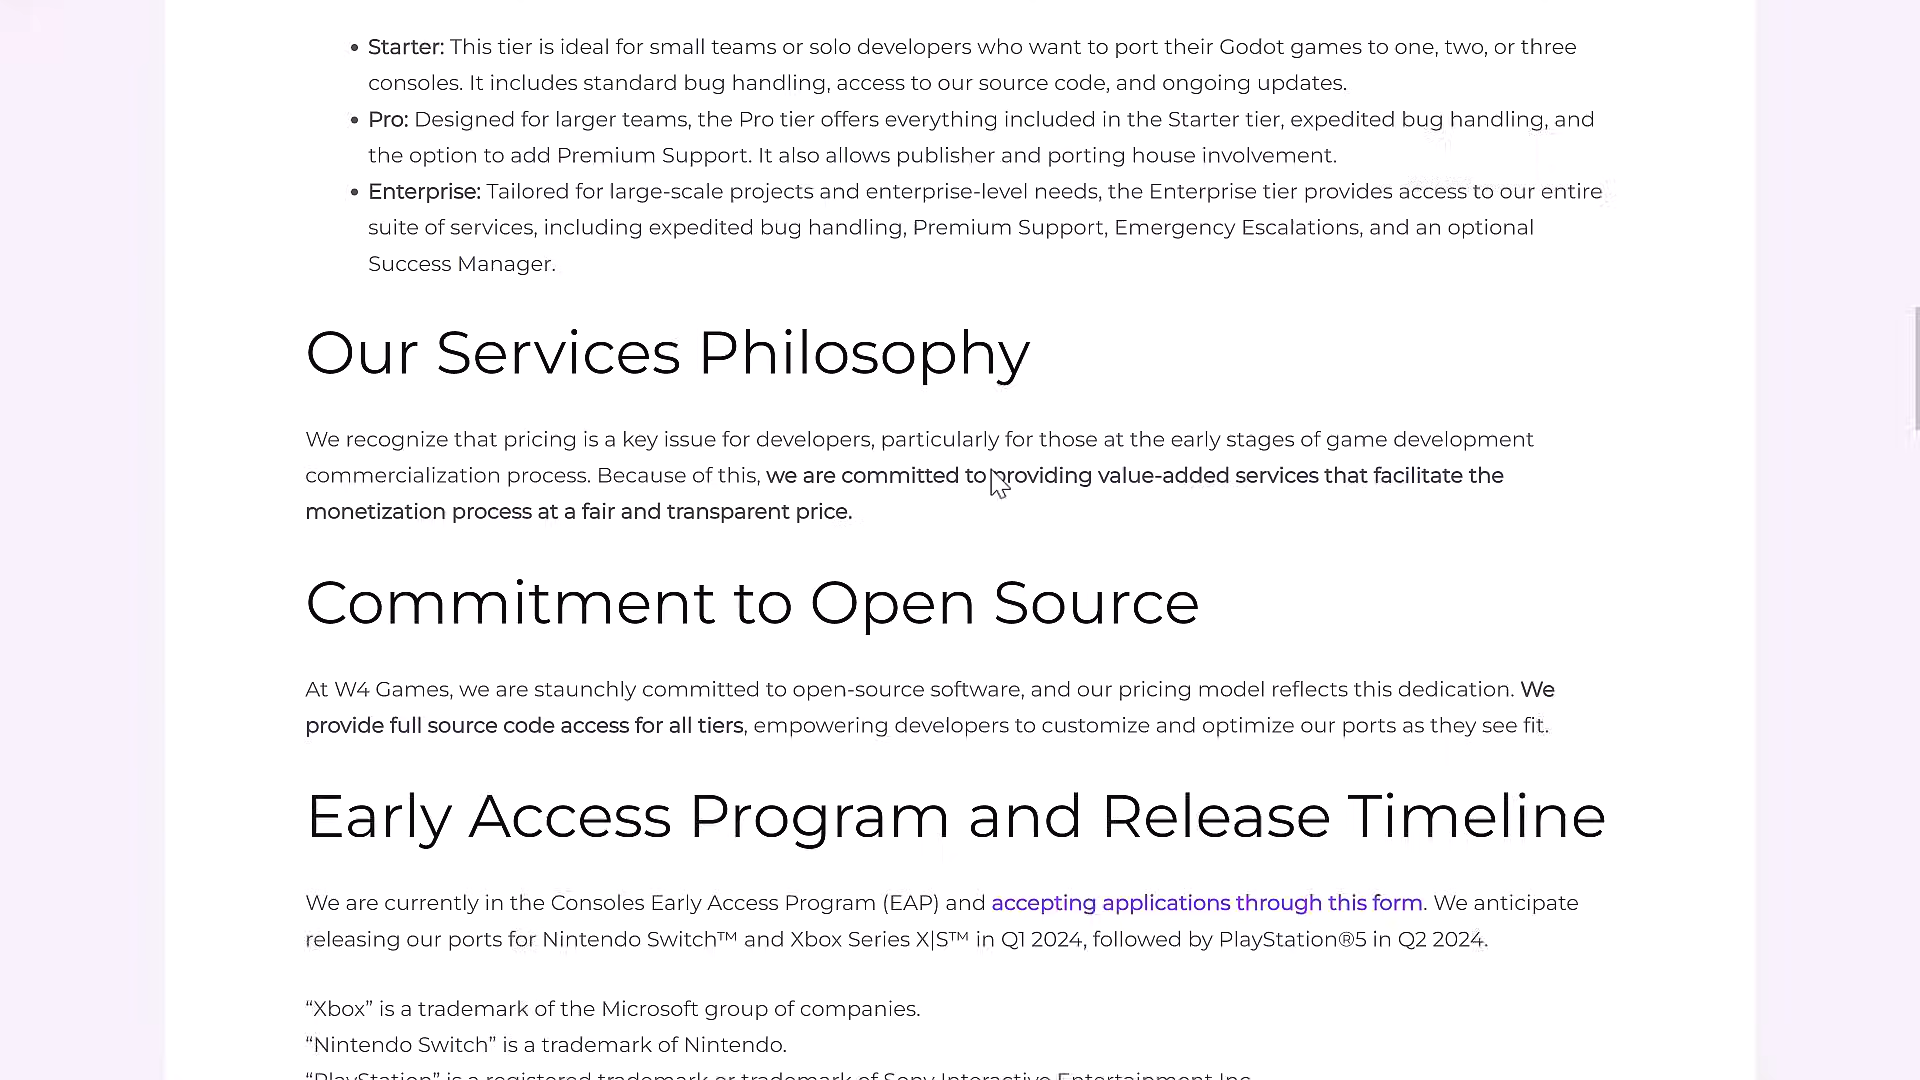 • Starter: This tier is ideal for small teams or solo developers who want to port their Godot games to one, two, or three
consoles. It includes standard bug handling, access to our source code, and ongoing updates.
• Pro: Designed for larger teams, the Pro tier offers everything included in the Starter tier, expedited bug handling, and
the option to add Premium Support. It also allows publisher and porting house involvement.
• Enterprise: Tailored for large-scale projects and enterprise-level needs, the Enterprise tier provides access to our entire
suite of services, including expedited bug handling, Premium Support, Emergency Escalations, and an optional
Success Manager.
Our Services Philosophy
We recognize that pricing is a key issue for developers, particularly for those at the early stages of game development
commercialization process. Because of this, we are committed to providing value-added services that facilitate the
monetization process at a fair and transparent price.
Commitment to Open Source
At W4 Games, we are staunchly committed to open-source software, and our pricing model reflects this dedication. We
provide full source code access for all tiers, empowering developers to customize and optimize our ports as they see fit.
Early Access Program and Release Timeline
We are currently in the Consoles Early Access Program (EAP) and accepting applications through this form. We anticipate
releasing our ports for Nintendo Switch™ and Xbox Series X|S™ in Q1 2024, followed by PlayStation®5 in Q2 2024.
“Xbox” is a trademark of the Microsoft group of companies.
“Nintendo Switch” is a trademark of Nintendo.
“PlayStation” is a registered trademark or trademark of Sony Interactive Entertainment Inc.